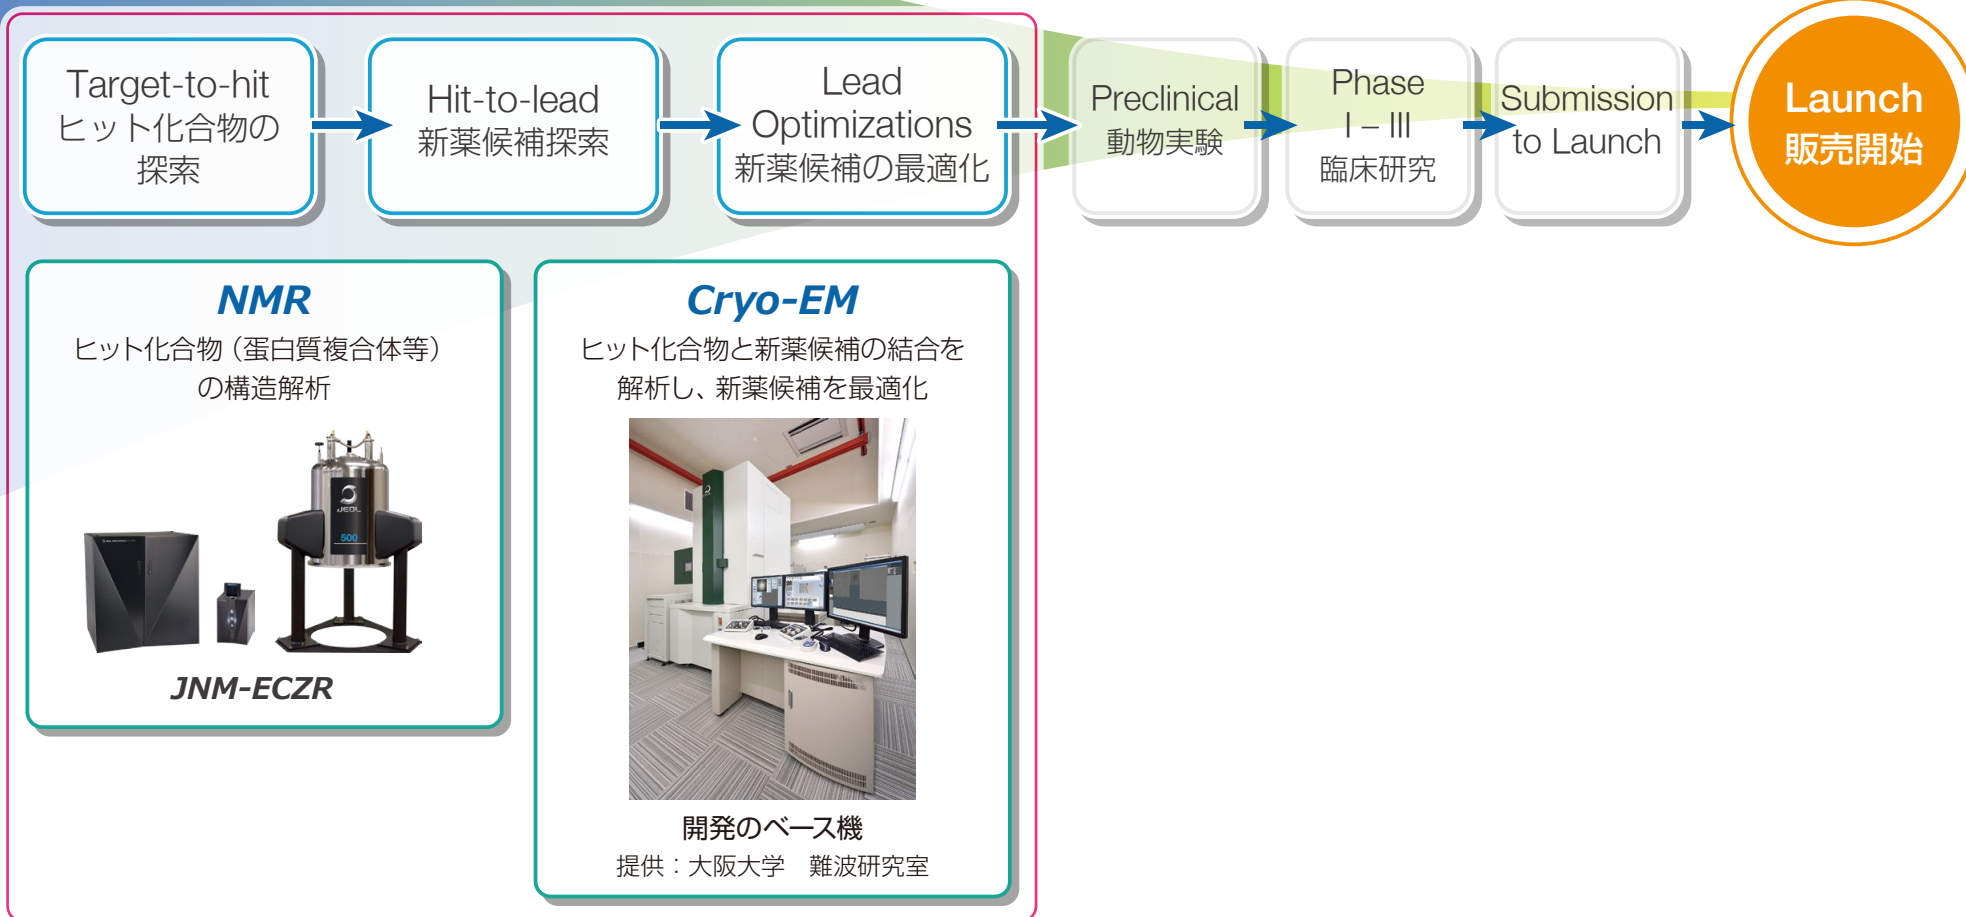 Target-to-hit
ヒット化合物の
探索
Hit-to-lead
新薬候補探索
Lead
Optimizations
新薬候補の最適化
Preclinical
動物実験
Phase
I – III
臨床研究
Submission
to Launch
Launch
販売開始
NMR
ヒット化合物（蛋白質複合体等）
の構造解析
JEOL
500
JNM-ECZR
Cryo-EM
ヒット化合物と新薬候補の結合を
解析し、新薬候補を最適化
開発のベース機
提供：大阪大学　難波研究室